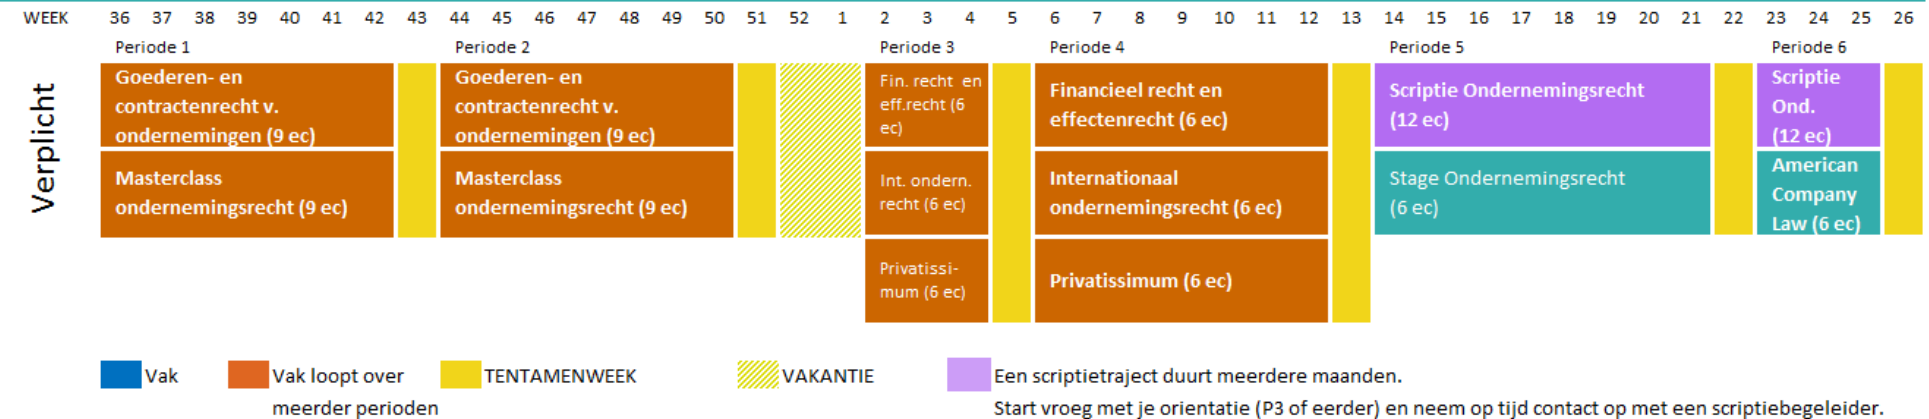 WEEK 36 37 38 39 40 41 42 43 44 45 46 47 48 49 50 51 52 1 2 3 4 5 6 7 8 9 10 11 12 13 14 15 16 17 18 19 20 21 22 23 24 25 26
Periode 1 Periode 2 Periode 3 Periode 4 Periode 5 Periode 6
Verplicht
Goederen- en
contractenrecht v.
ondernemingen (9 ec)
Goederen- en
contractenrecht v.
ondernemingen (9 ec)
Fin. recht en
eff.recht (6
ec)
Financieel recht en
effectenrecht (6 ec)
Scriptie Ondernemingsrecht
(12 ec)
Scriptie
Ond.
(12 ec)
Masterclass
ondernemingsrecht (9 ec)
Masterclass
ondernemingsrecht (9 ec)
Int. ondern.
recht (6 ec)
Internationaal
ondernemingsrecht (6 ec)
Stage Ondernemingsrecht
(6 ec)
American
Company
Law (6 ec)
Privatissi-
mum (6 ec)
Privatissimum (6 ec)
Vak
Vak loopt over
meerder perioden
TENTAMENWEEK
VAKANTIE
Een scriptietraject duurt meerdere maanden.
Start vroeg met je orientatie (P3 of eerder) en neem op tijd contact op met een scriptiebegeleider.